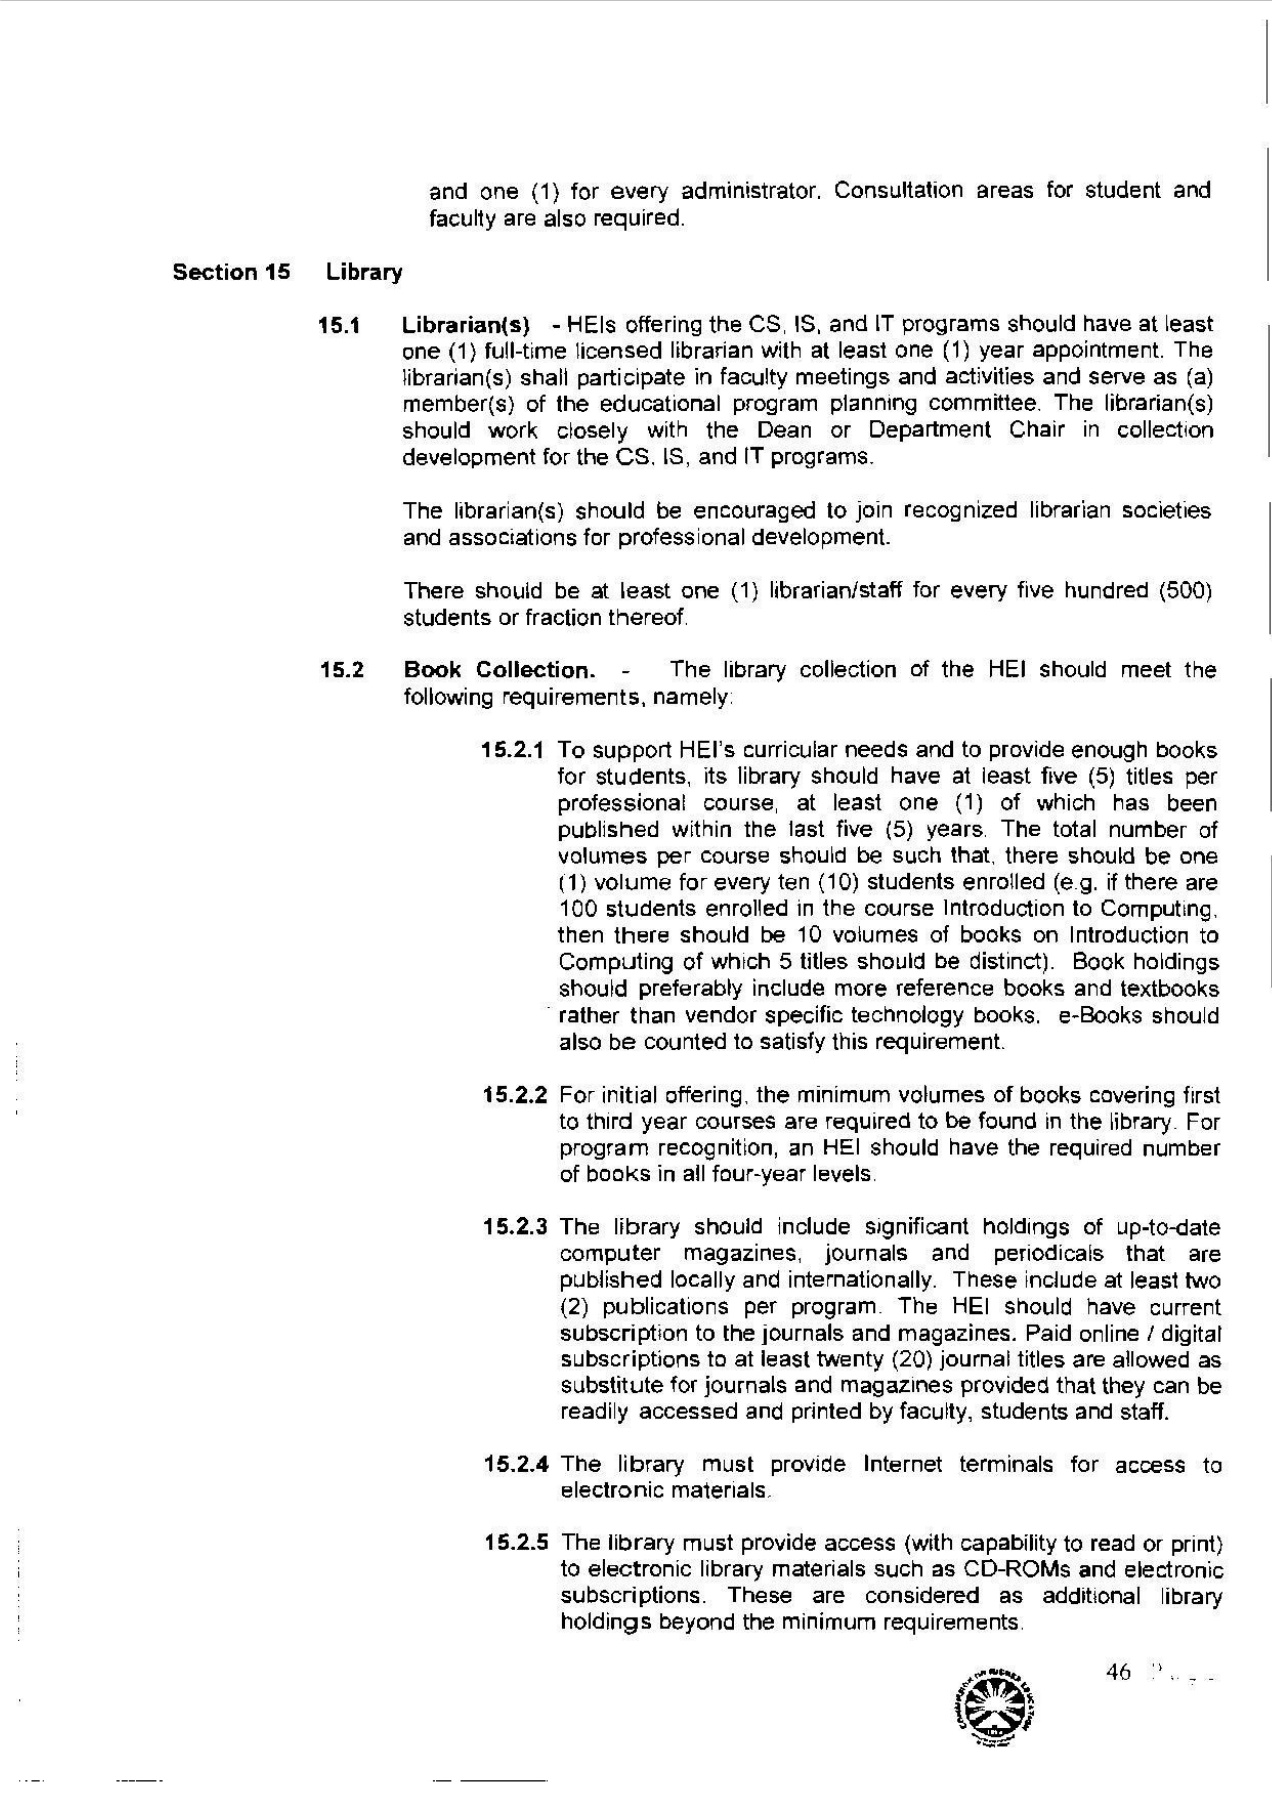 and one (1) for every administrator. Consultation areas for student and
faculty are also required.
Section 15 Library
15.1 Librarian(s) - HEIs offering the CS, IS, and IT programs should have at least
one (1) full-time licensed librarian with at least one (1) year appointment. The
librarian(s) shall participate in faculty meetings and activities and serve as (a)
member(s) of the educational program planning committee. The librarian(s)
should work closely with the Dean or Department Chair in collection
development for the CS, IS, and IT programs.
The librarian(s) should be encouraged to join recognized librarian societies
and associations for professional development.
There should be at least one (1) librarian/staff for every five hundred (500)
students or fraction thereof.
15.2 Book Collection. - The library collection of the HEI should meet the
following requirements, namely:
15.2.1 To support HEI's curricular needs and to provide enough books
for students, its library should have at least five (5) titles per
professional course, at least one (1) of which has been
published within the last five (5) years. The total number of
volumes per course should be such that, there should be one
(1) volume for every ten (10) students enrolled (e.g. if there are
100 students enrolled in the course Introduction to Computing,
then there should be 10 volumes of books on Introduction to
Computing of which 5 titles should be distinct). Book holdings
should preferably include more reference books and textbooks
rather than vendor specific technology books. e-Books should
also be counted to satisfy this requirement.
15.2.2 For initial offering, the minimum volumes of books covering first
to third year courses are required to be found in the library. For
program recognition, an HEI should have the required number
of books in all four-year levels.
15.2.3 The library should include significant holdings of up-to-date
computer magazines, journals and periodicals that are
published locally and internationally. These include at least two
(2) publications per program. The HEI should have current
subscription to the journals and magazines. Paid online / digital
subscriptions to at least twenty (20) journal titles are allowed as
substitute for journals and magazines provided that they can be
readily accessed and printed by faculty, students and staff.
15.2.4 The library must provide Internet terminals for access to
electronic materials.
15.2.5 The library must provide access (with capability to read or print)
to electronic library materials such as CD-ROMs and electronic
subscriptions. These are considered as additional library
holdings beyond the minimum requirements.
46